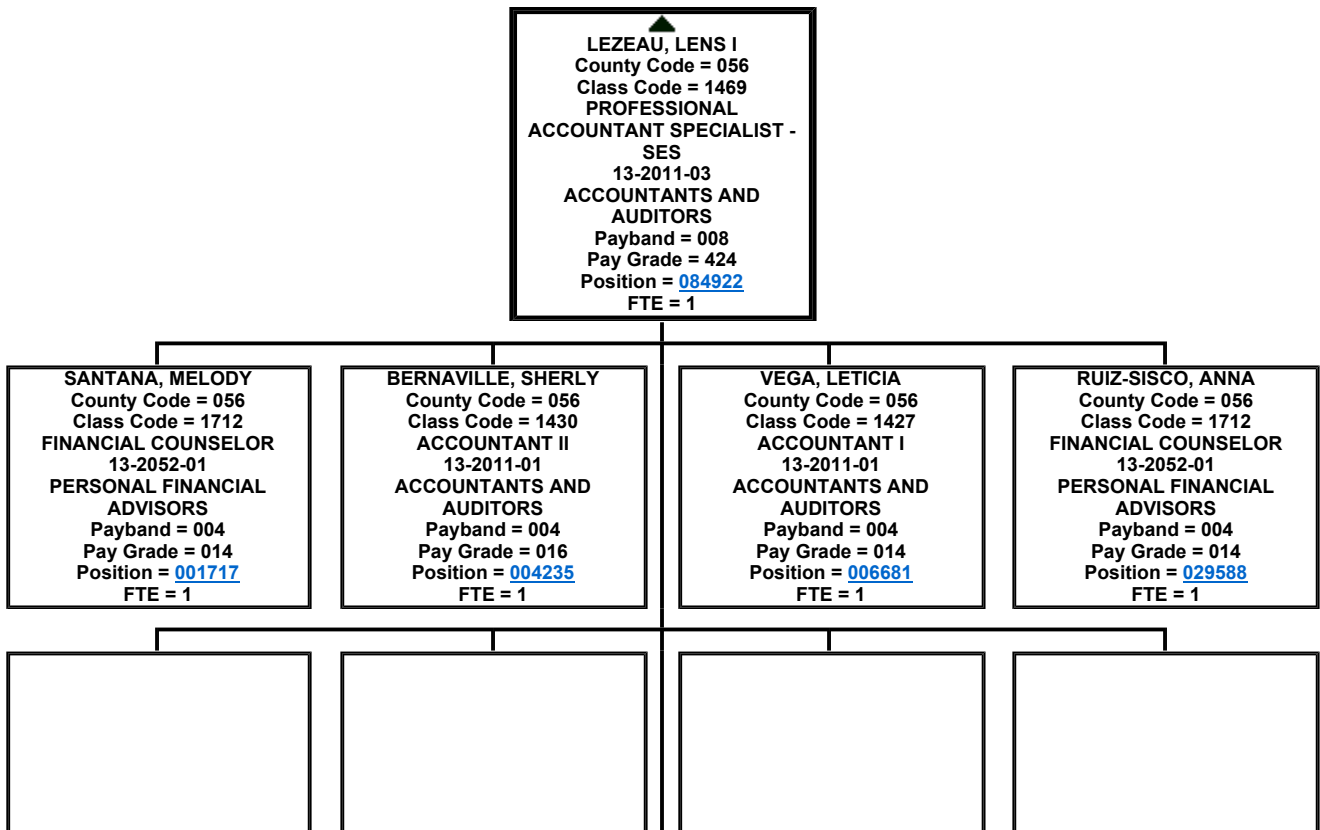 LEZEAU, LENS I
County Code = 056
Class Code = 1469
PROFESSIONAL
ACCOUNTANT SPECIALIST -
SES
13-2011-03
ACCOUNTANTS AND
AUDITORS
Payband = 008
Pay Grade = 424
Position = 084922
FTE = 1
SANTANA, MELODY
County Code = 056
Class Code = 1712
FINANCIAL COUNSELOR
13-2052-01
PERSONAL FINANCIAL
ADVISORS
Payband = 004
Pay Grade = 014
Position = 001717
FTE = 1
BERNAVILLE, SHERLY
County Code = 056
Class Code = 1430
ACCOUNTANT II
13-2011-01
ACCOUNTANTS AND
AUDITORS
Payband = 004
Pay Grade = 016
Position = 004235
FTE = 1
VEGA, LETICIA
County Code = 056
Class Code = 1427
ACCOUNTANT I
13-2011-01
ACCOUNTANTS AND
AUDITORS
Payband = 004
Pay Grade = 014
Position = 006681
FTE = 1
RUIZ-SISCO, ANNA
County Code = 056
Class Code = 1712
FINANCIAL COUNSELOR
13-2052-01
PERSONAL FINANCIAL
ADVISORS
Payband = 004
Pay Grade = 014
Position = 029588
FTE = 1